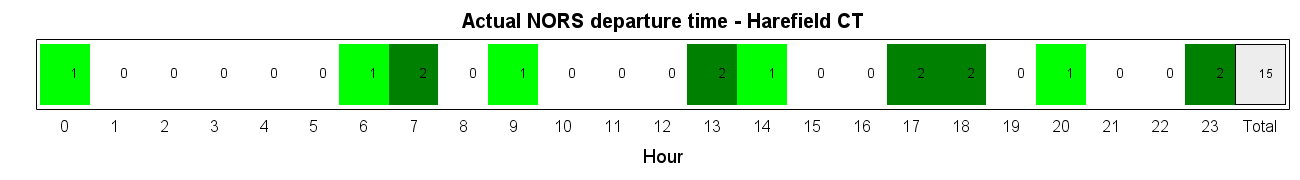 Actual NORS departure time - Harefield CT
1 0 0 0 0 0 1 2 0 1 0 0 0 2 1 0 0 2 2 0 1 0 0 2 15
0 1 2 3 4 5 6 7 8 9 10 11 12 13 14 15 16 17 18 19 20 21 22 23 Total
Hour